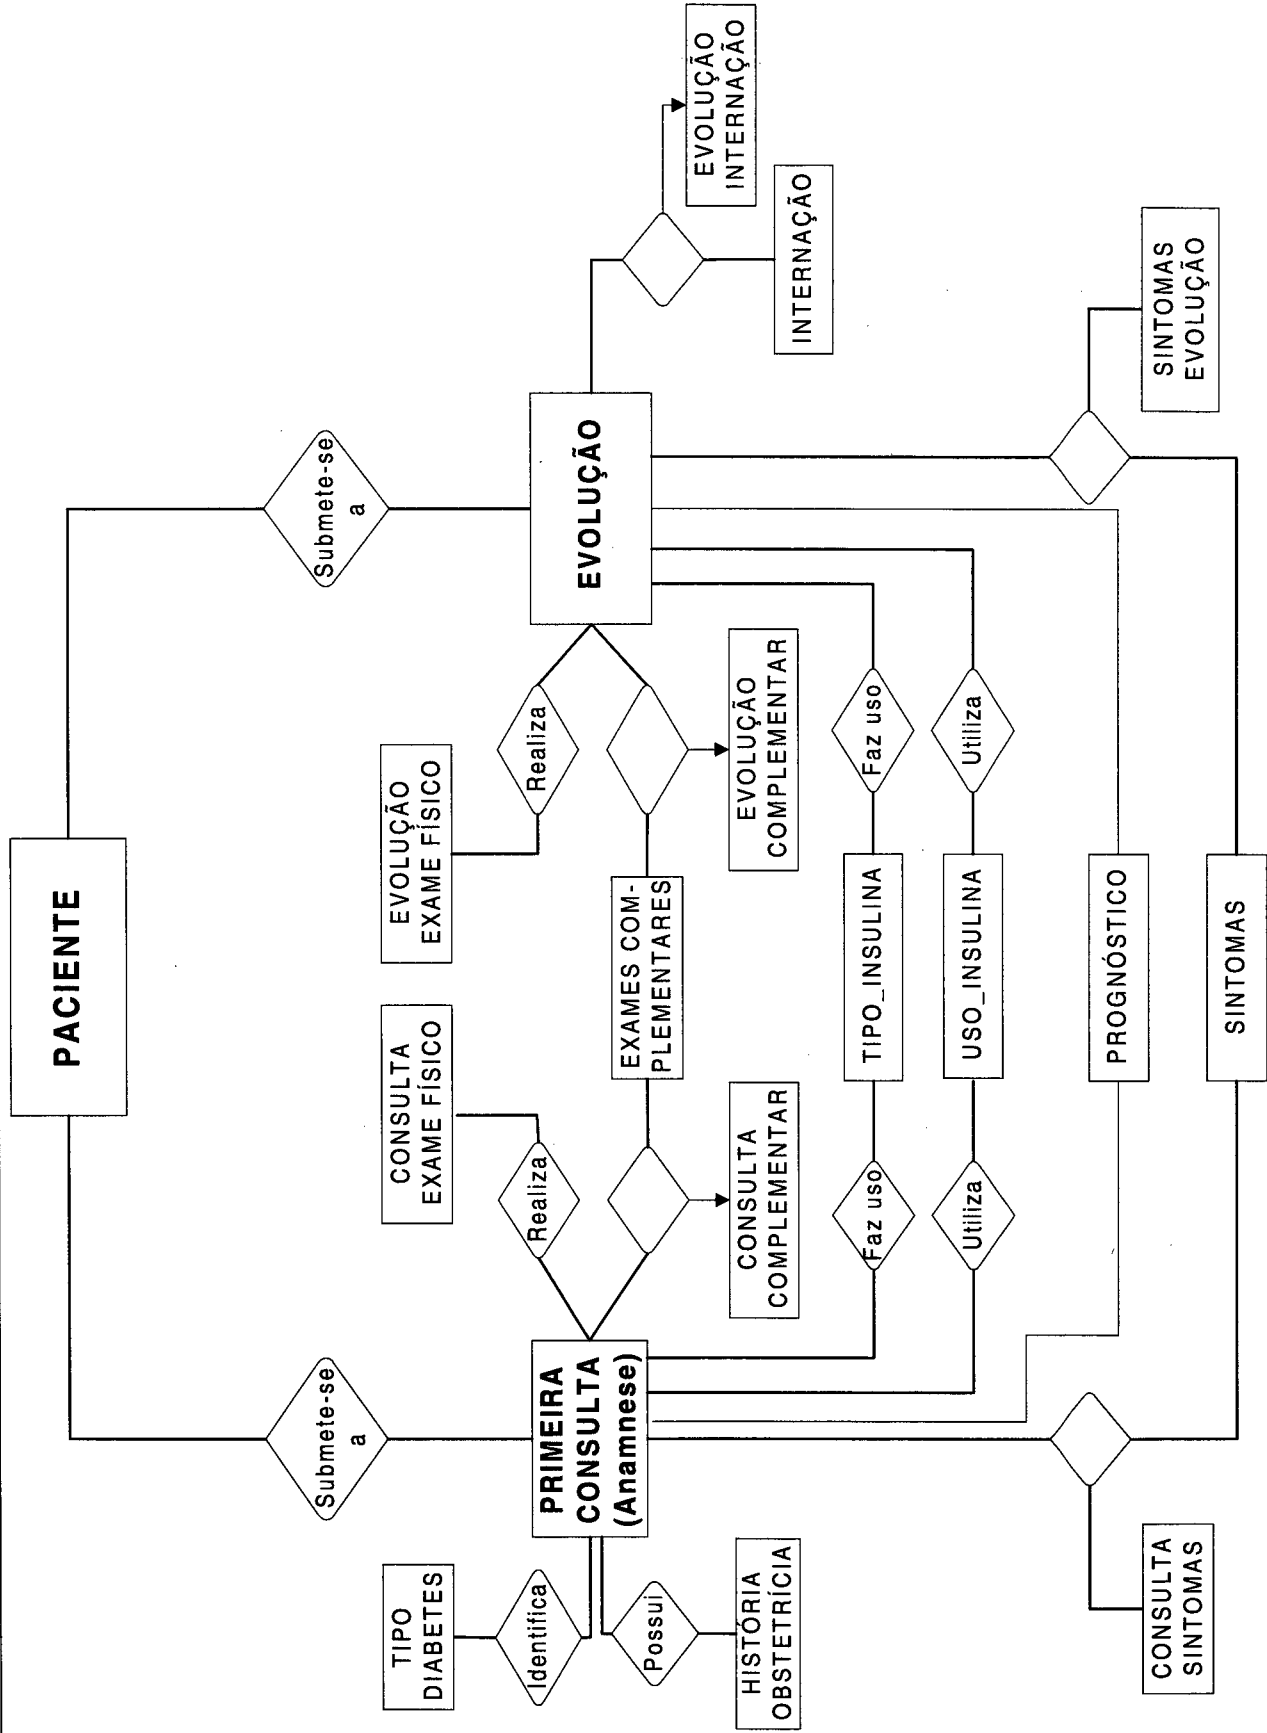 PACIENTE
Submete-se
a
Submete-se
a
CONSULTA
EXAME FÍSICO
EVOLUÇÃO
EXAME FÍSICO
TIPO
DIABETES
Identifica
Realiza
Realiza
PRIMEIRA
CONSULTA
(Anamnese)
EXAMES COM-
PLEMENTARES
EVOLUÇÃO
Possui
HISTÓRIA
OBSTETRÍCIA
CONSULTA
COMPLEMENTAR
EVOLUÇÃO
COMPLEMENTAR
EVOLUÇÃO
INTERNAÇÃO
INTERNAÇÃO
Faz uso
TIPO_INSULINA
Faz uso
Utiliza
USO_INSULINA
Utiliza
PROGNÓSTICO
CONSULTA
SINTOMAS
SINTOMAS
EVOLUÇÃO
SINTOMAS